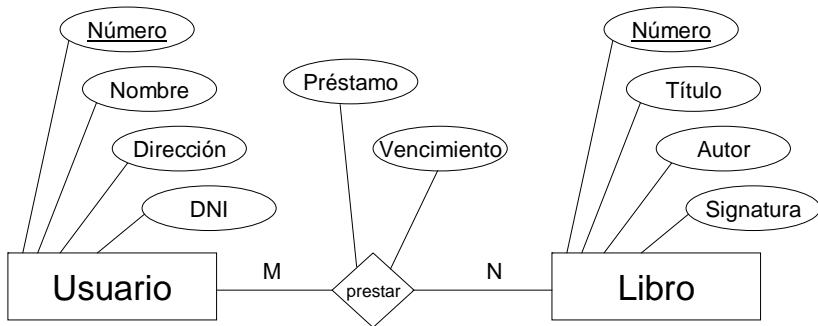 Número
Número
Nombre
Préstamo
Título
Dirección
Vencimiento
Autor
DNI
Signatura
M
N
Usuario
prestar
Libro